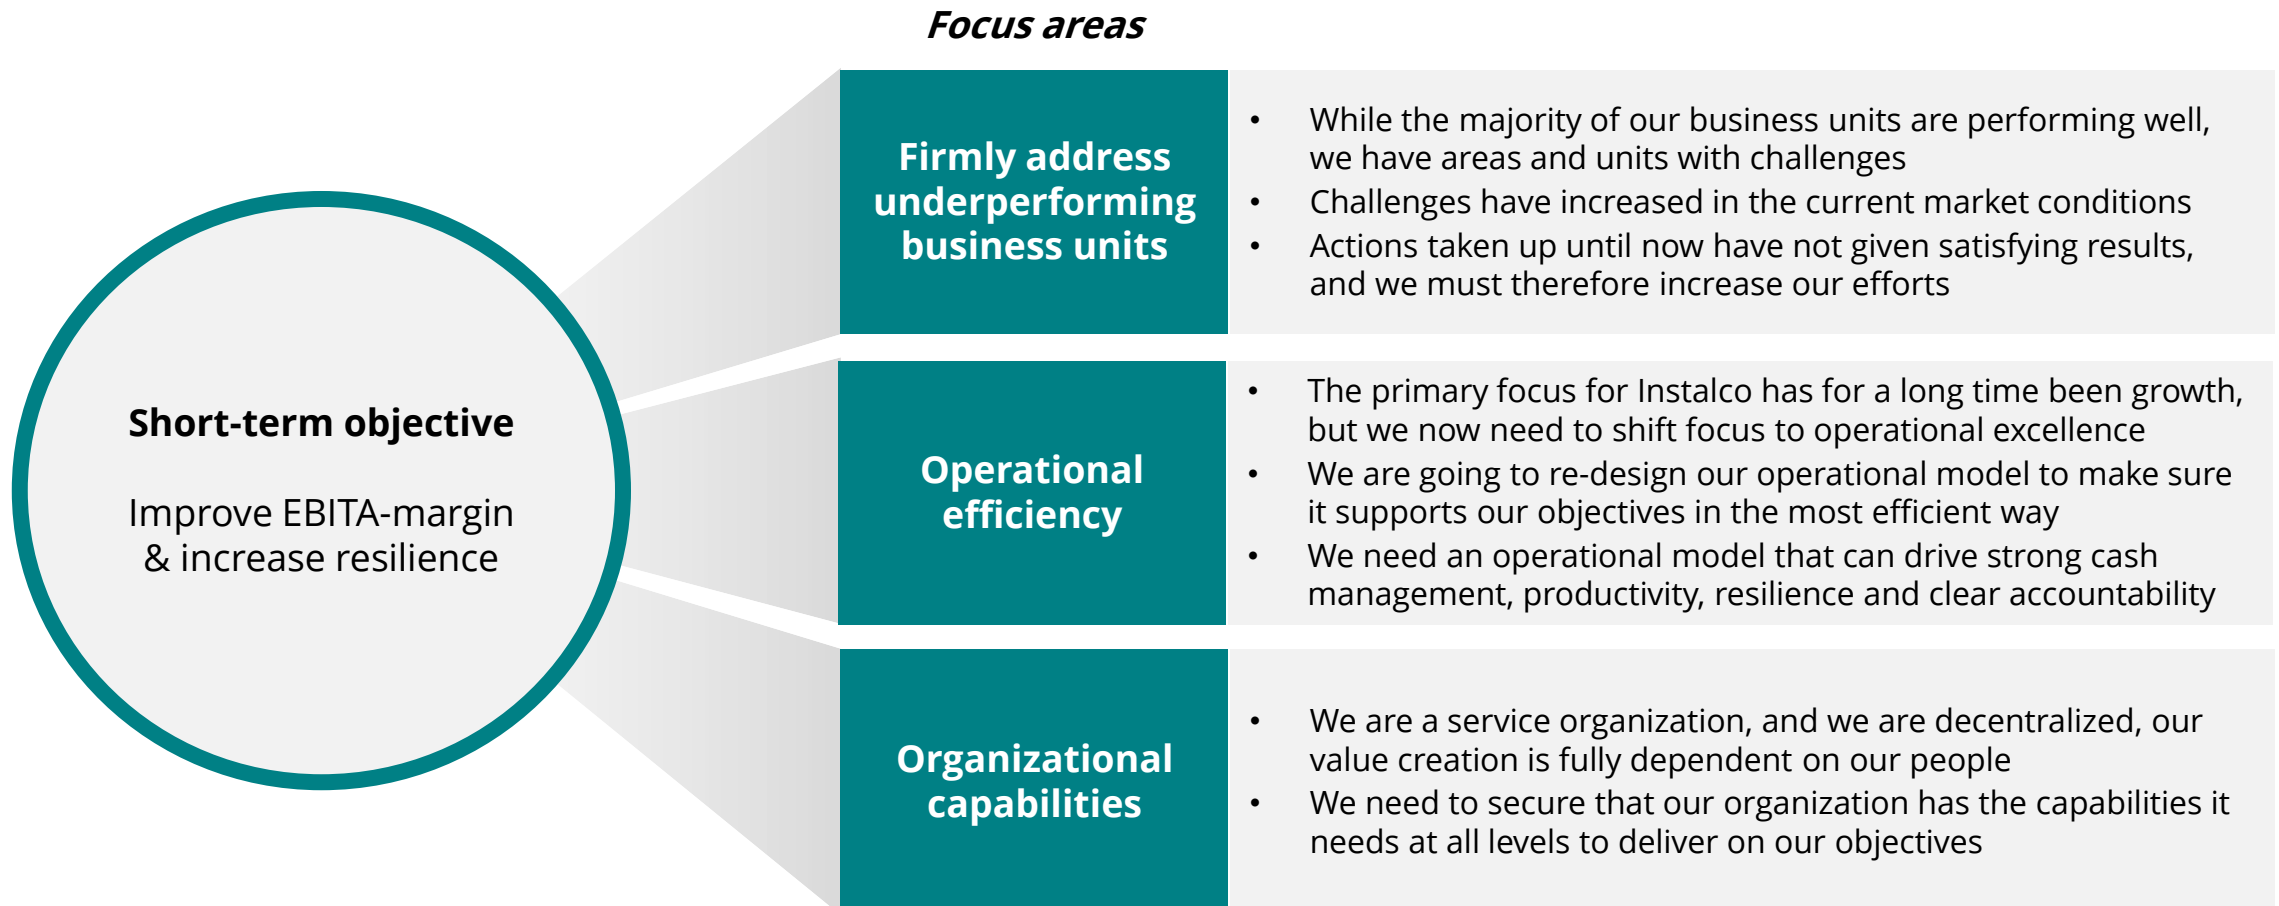 Focus areas
Short-term objective
Improve EBITA-margin
& increase resilience
Firmly address
underperforming
business units
• While the majority of our business units are performing well,
we have areas and units with challenges
• Challenges have increased in the current market conditions
• Actions taken up until now have not given satisfying results,
and we must therefore increase our efforts
Operational
efficiency
• The primary focus for Instalco has for a long time been growth,
but we now need to shift focus to operational excellence
• We are going to re-design our operational model to make sure
it supports our objectives in the most efficient way
• We need an operational model that can drive strong cash
management, productivity, resilience and clear accountability
Organizational
capabilities
• We are a service organization, and we are decentralized, our
value creation is fully dependent on our people
• We need to secure that our organization has the capabilities it
needs at all levels to deliver on our objectives